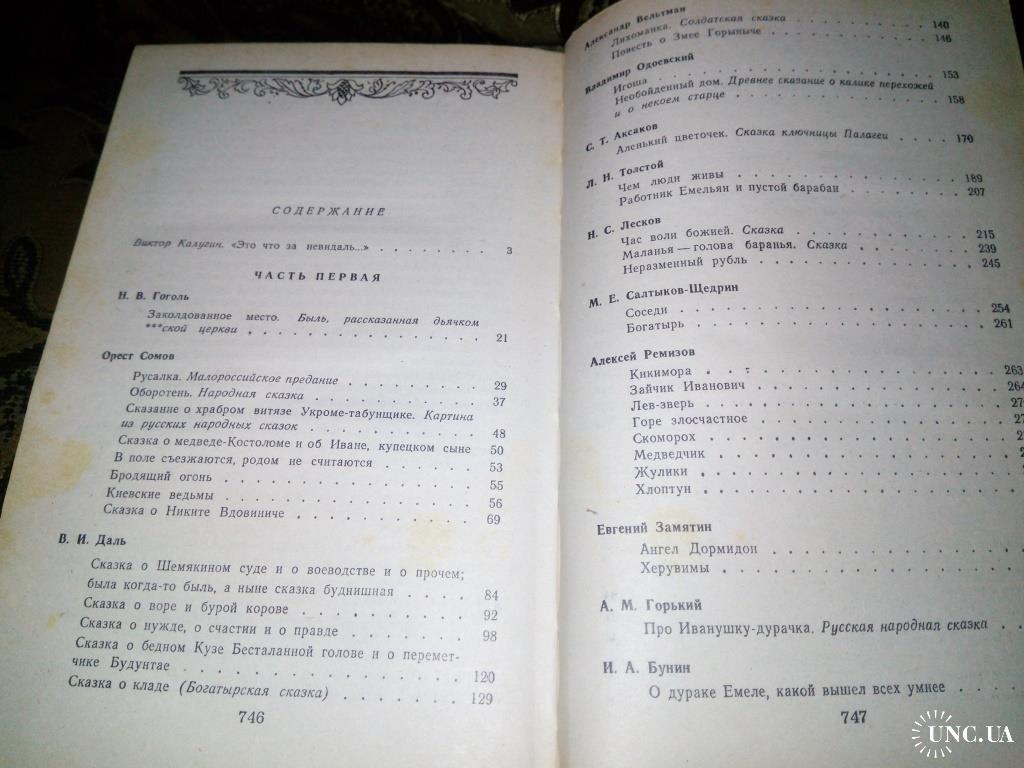 СОДЕРЖАНИЕ
Виктор Калугин. «Это что за невидаль...» . . . . . . . . 3
ЧАСТЬ ПЕРВАЯ
Н. В. Гоголь
Заколдованное место. Быль, рассказанная дьячком
***ской церкви . . . . . . . . . . . . 21
Орест Сомов
Русалка. Малороссийское предание . . . . . . . . . 29
Оборотень. Народная сказка . . . . . . . . . . 37
Сказание о храбром витязе Укроме-табунщике. Картина
из русских народных сказок . . . . . . . . . . 48
Сказка о медведе-Костоломе и об Иване, купецком сыне 50
В поле съезжаются, родом не считаются . . . . . . . 53
Бродящий огонь . . . . . . . . . . . . . 55
Киевские ведьмы . . . . . . . . . . . . . 56
Сказка о Никите Вдовиниче . . . . . . . . . . 69
В. И. Даль
Сказка о Шемякином суде и о воеводстве и о прочем;
была когда-то быль, а ныне сказка буднишная . . . . 84
Сказка о воре и бурой корове . . . . . . . . . 92
Сказка о нужде, о счастии и о правде . . . . . . . 98
Сказка о бедном Кузе Бесталанной голове и о перемет-
чике Будунтае . . . . . . . . . . . . . 120
Сказка о кладе (Богатырская сказка) . . . . . . . 129
746
Александр Вельтман
Лихоманка. Солдатская сказка . . . . . . . . 140
Повесть о Змее Горыныче . . . . . . . . . . 146
Владимир Одоевский
Игоша . . . . . . . . . . . . . . . 153
Необойденный дом. Древнее сказание о калике перехожей
и о некоем старце . . . . . . . . . . . . 158
С. Т. Аксаков
Аленький цветочек. Сказка ключницы Палагеи . . . . 170
Л. Н. Толстой
Чем люди живы . . . . . . . . . . . . 189
Работник Емельян и пустой барабан . . . . . . . 207
Н. С. Лесков
Час воли божией. Сказка . . . . . . . . . . 215
Маланья — голова баранья. Сказка . . . . . . . 239
Неразменный рубль . . . . . . . . . . . 245
М. Е. Салтыков-Щедрин
Соседи . . . . . . . . . . . . . . . 254
Богатырь . . . . . . . . . . . . . . 261
Алексей Ремизов
Кикимора . . . . . . . . . . . . . . 263
Зайчик Иванович . . . . . . . . . . . . 264
Лев-зверь . . . . . . . . . . . . . .
Горе злосчастное . . . . . . . . . . . .
Скоморох . . . . . . . . . . . . . .
Медведчик . . . . . . . . . . . . . .
Жулики . . . . . . . . . . . . . . .
Хлоптун . . . . . . . . . . . . . . .
Евгений Замятин
Ангел Дормидон . . . . . . . . . . . .
Херувимы . . . . . . . . . . . . . .
А. М. Горький
Про Иванушку-дурачка. Русская народная сказка . .
И. А. Бунин
О дураке Емеле, какой вышел всех умнее . . . .
747
UNC.UA